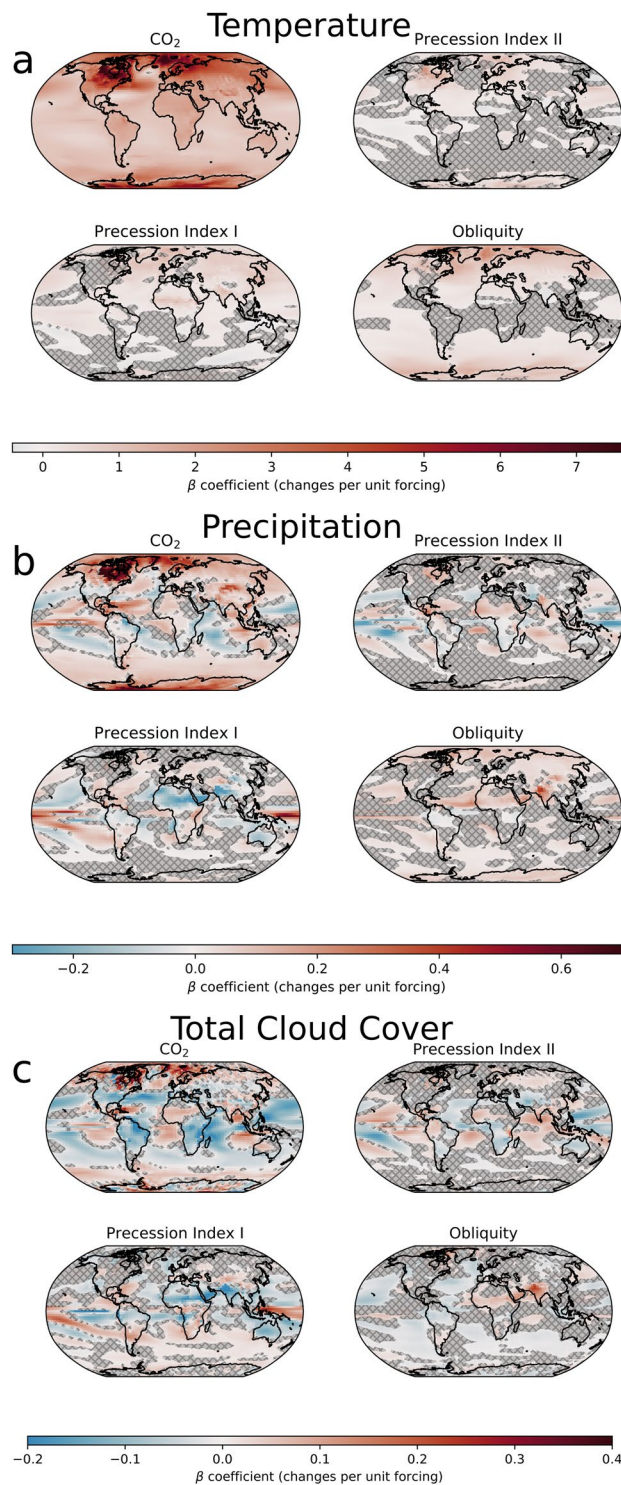 Temperature
a
CO₂
Precession Index II
Precession Index I
Obliquity
0 1 2 3 4 5 6 7
β coefficient (changes per unit forcing)
Precipitation
b
CO₂
Precession Index II
Precession Index I
Obliquity
−0.2 0.0 0.2 0.4 0.6
β coefficient (changes per unit forcing)
Total Cloud Cover
c
CO₂
Precession Index II
Precession Index I
Obliquity
−0.2 −0.1 0.0 0.1 0.2 0.3 0.4
β coefficient (changes per unit forcing)